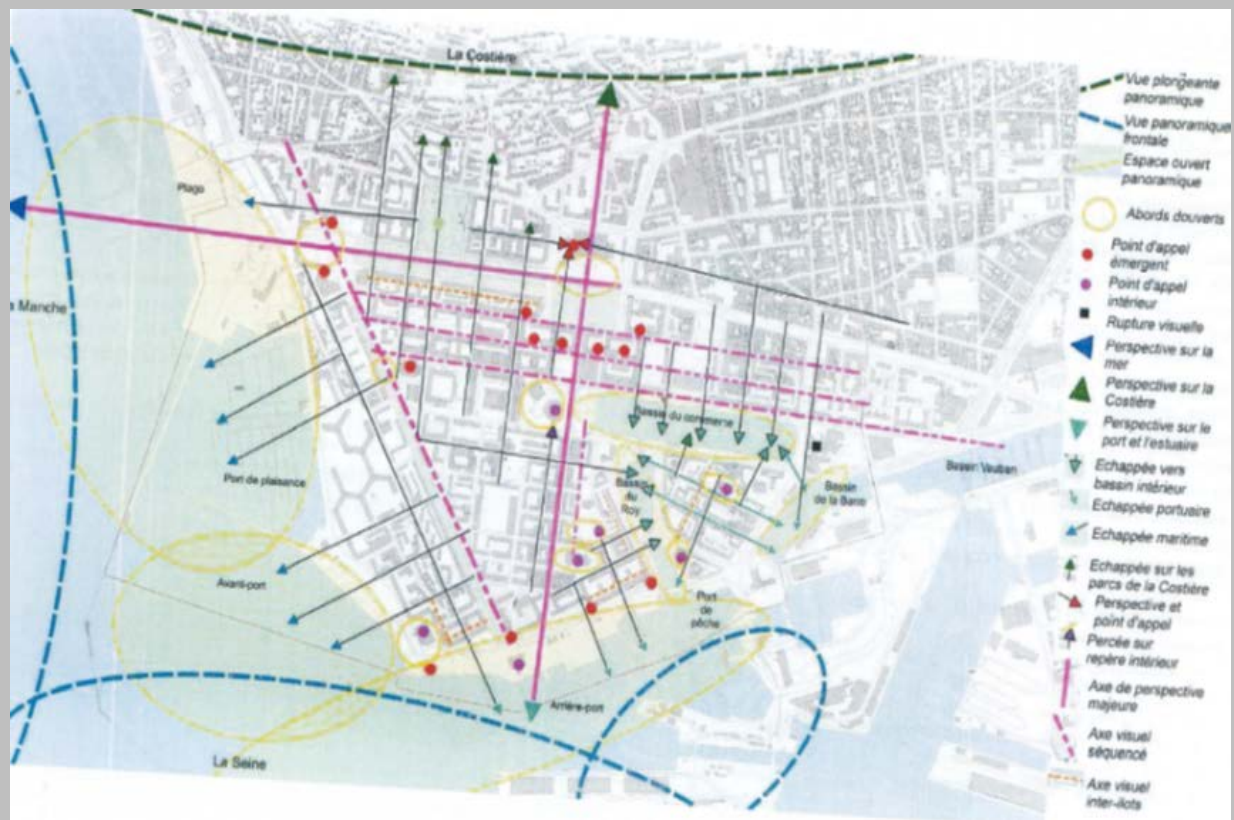 La Costière
Plage
Manche
Port de plaisance
Avant-port
La Seine
Arrière-port
Port
de
pêche
Bassin
du
Roy
Bassin du commerce
Bassin
de la Barre
Bassin Vauban
Vue plongeante
panoramique
Vue panoramique
frontale
Espace ouvert
panoramique
Abords douverts
Point d'appel
émergent
Point d'appel
intérieur
Rupture visuelle
Perspective sur la
mer
Perspective sur la
Costière
Perspective sur le
port et l'estuaire
Echappée vers
bassin intérieur
Echappée portuaire
Echappée maritime
Echappée sur les
parcs de la Costière
Perspective et
point d'appel
Percée sur
repère intérieur
Axe de perspective
majeure
Axe visuel
séquencé
Axe visuel
inter-ilots